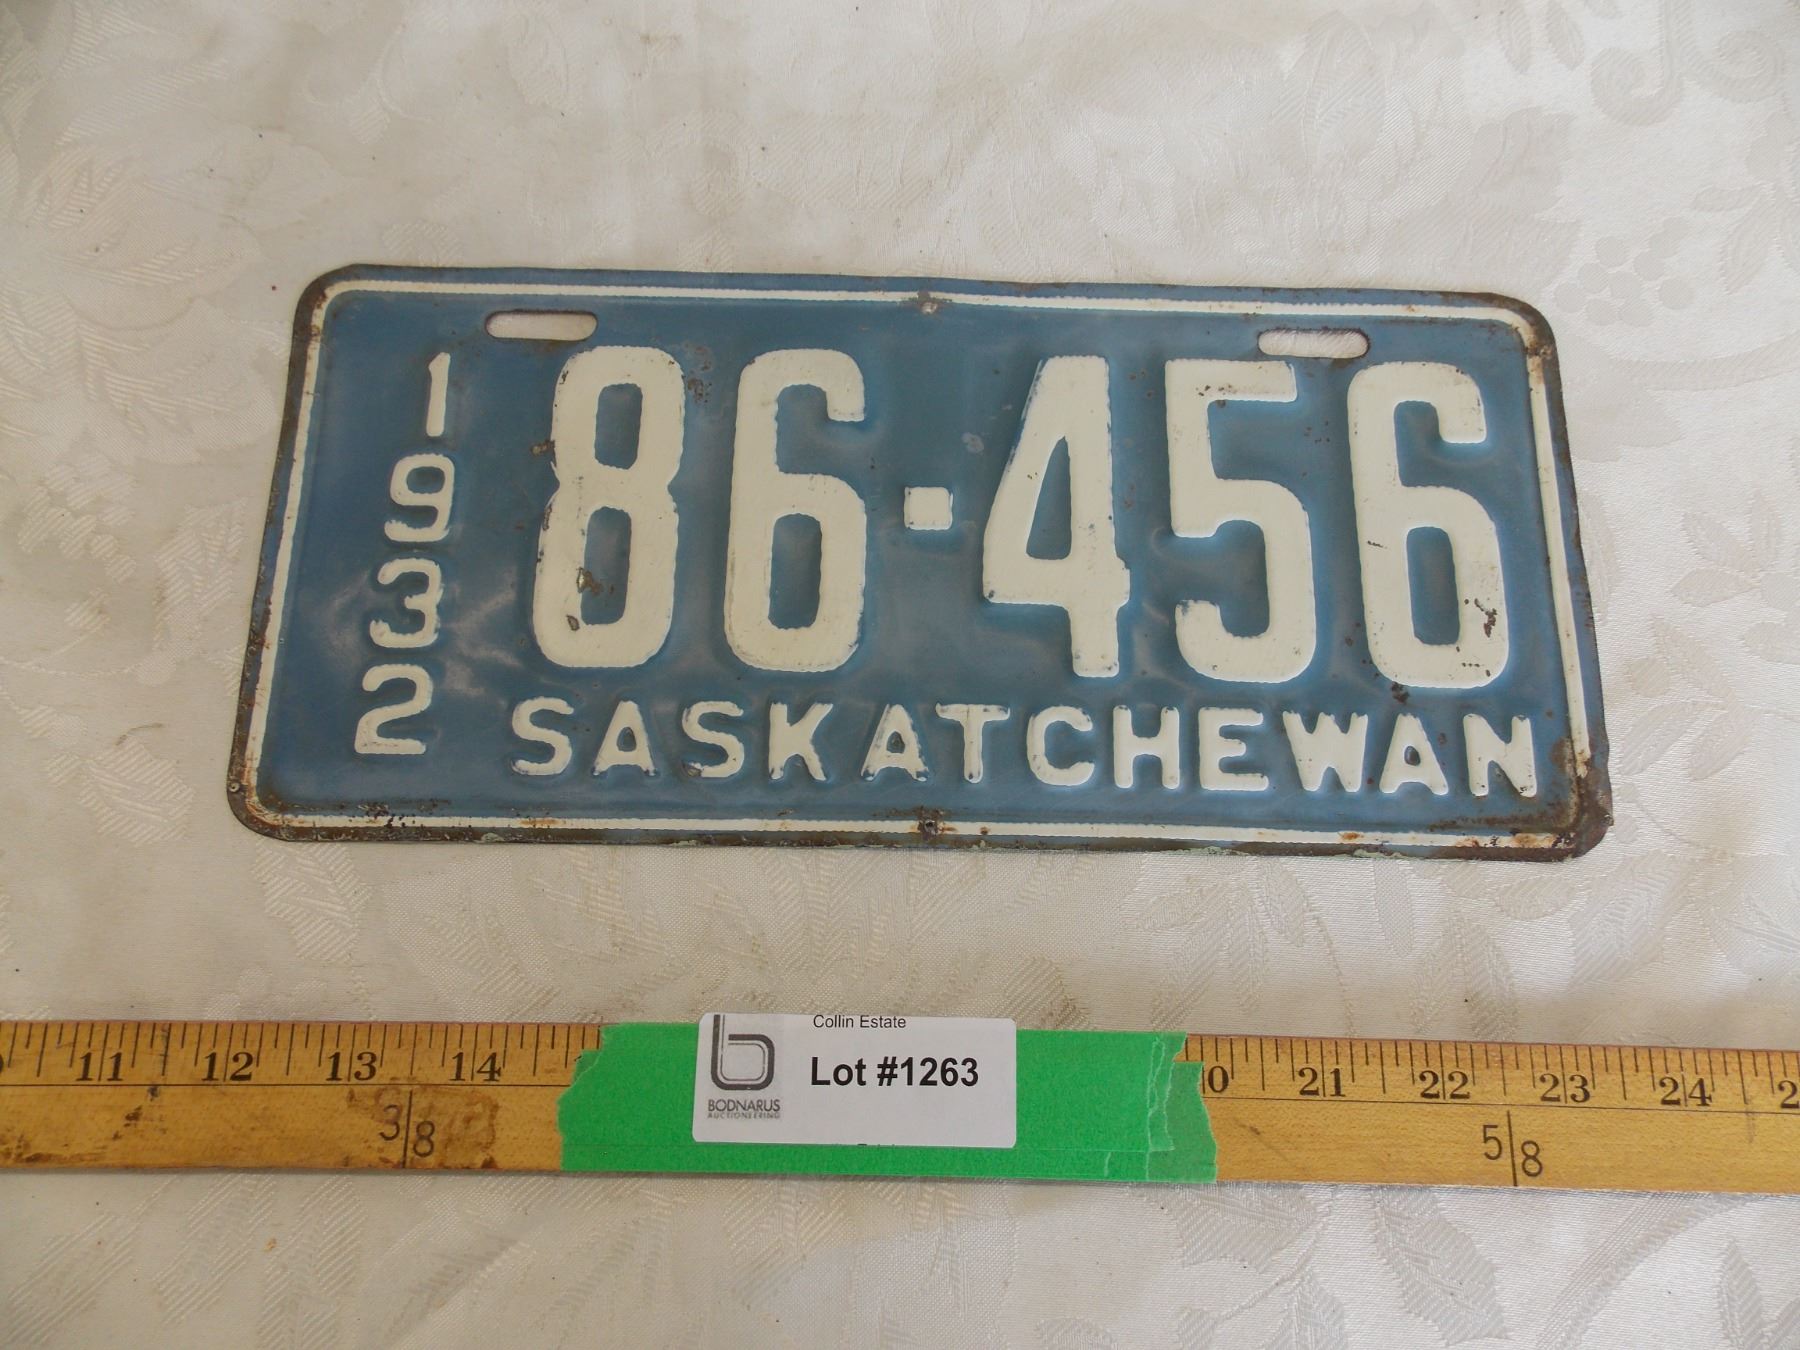 1932
86-456
SASKATCHEWAN
Collin Estate
Lot #1263
BODNARUS
AUCTIONEERING
11 12 13 14 21 22 23 24
3/8
5/8